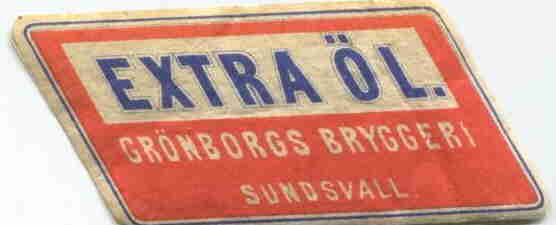 EXTRA ÖL.
GRÖNBORGS BRYGGERI
SUNDSVALL.